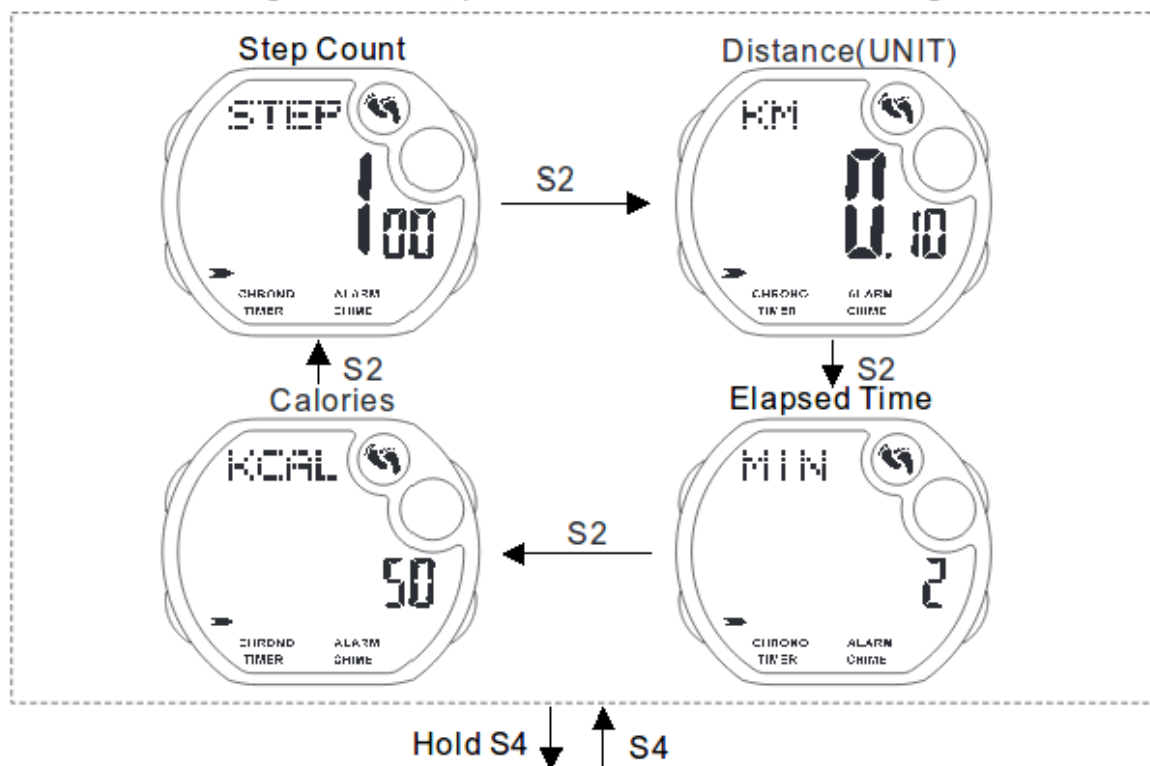 Step Count
STEP
100
CHRONO ALARM
TIMER CHIME
S2
Distance(UNIT)
KM
0.10
CHRONO ALARM
TIMER CHIME
S2
Elapsed Time
MIN
2
CHRONO ALARM
TIMER CHIME
S2
Calories
KCAL
50
CHRONO ALARM
TIMER CHIME
S2
Hold S4 S4